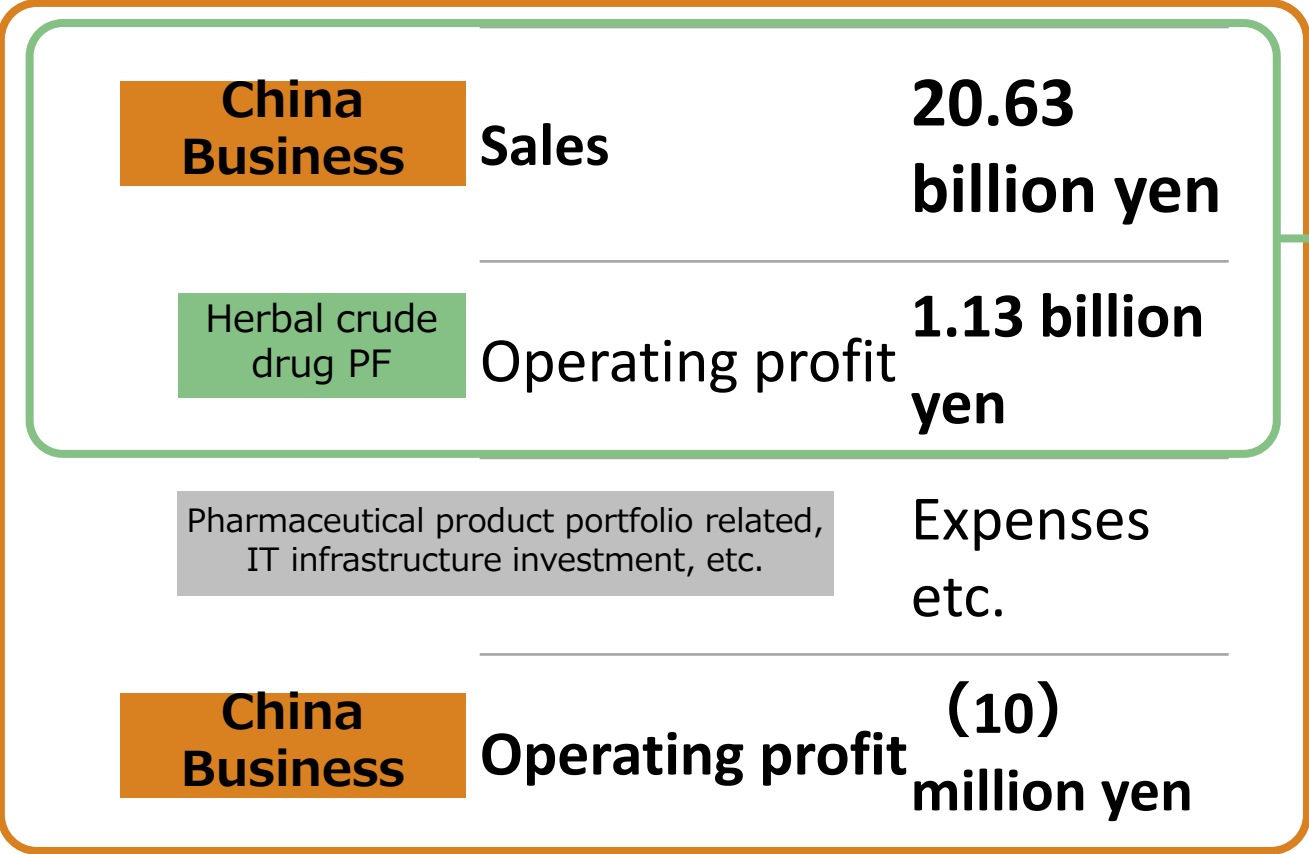 China
Business
Sales
20.63
billion yen
Herbal crude
drug PF
Operating profit
1.13 billion
yen
Pharmaceutical product portfolio related,
IT infrastructure investment, etc.
Expenses
etc.
China
Business
Operating profit
（10）
million yen